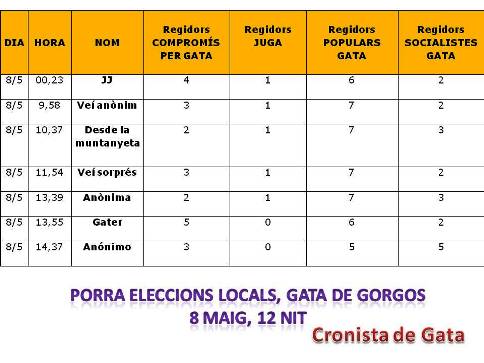 DIA HORA NOM Regidors COMPROMÍS PER GATA Regidors JUGA Regidors POPULARS GATA Regidors SOCIALISTES GATA
8/5 00,23 JJ 4 1 6 2
8/5 9,58 Veí anònim 3 1 7 2
8/5 10,37 Desde la muntanyeta 2 1 7 3
8/5 11,54 Veí sorprés 3 1 7 2
8/5 13,39 Anònima 2 1 7 3
8/5 13,55 Gater 5 0 6 2
8/5 14,37 Anónimo 3 0 5 5
PORRA ELECCIONS LOCALS, GATA DE GORGOS
8 MAIG, 12 NIT
Cronista de Gata